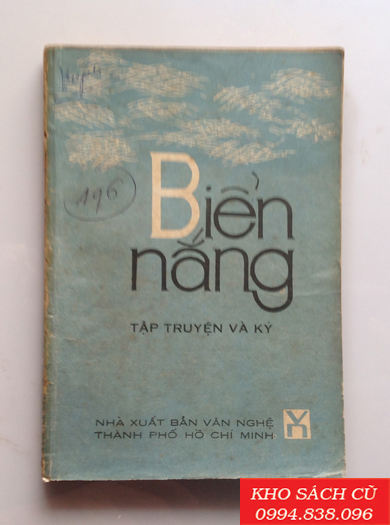 196
Biển
nắng
TẬP TRUYỆN VÀ KÝ
NHÀ XUẤT BẢN VĂN NGHỆ
THÀNH PHỐ HỒ CHÍ MINH
VN
KHO SÁCH CŨ
0994.838.096